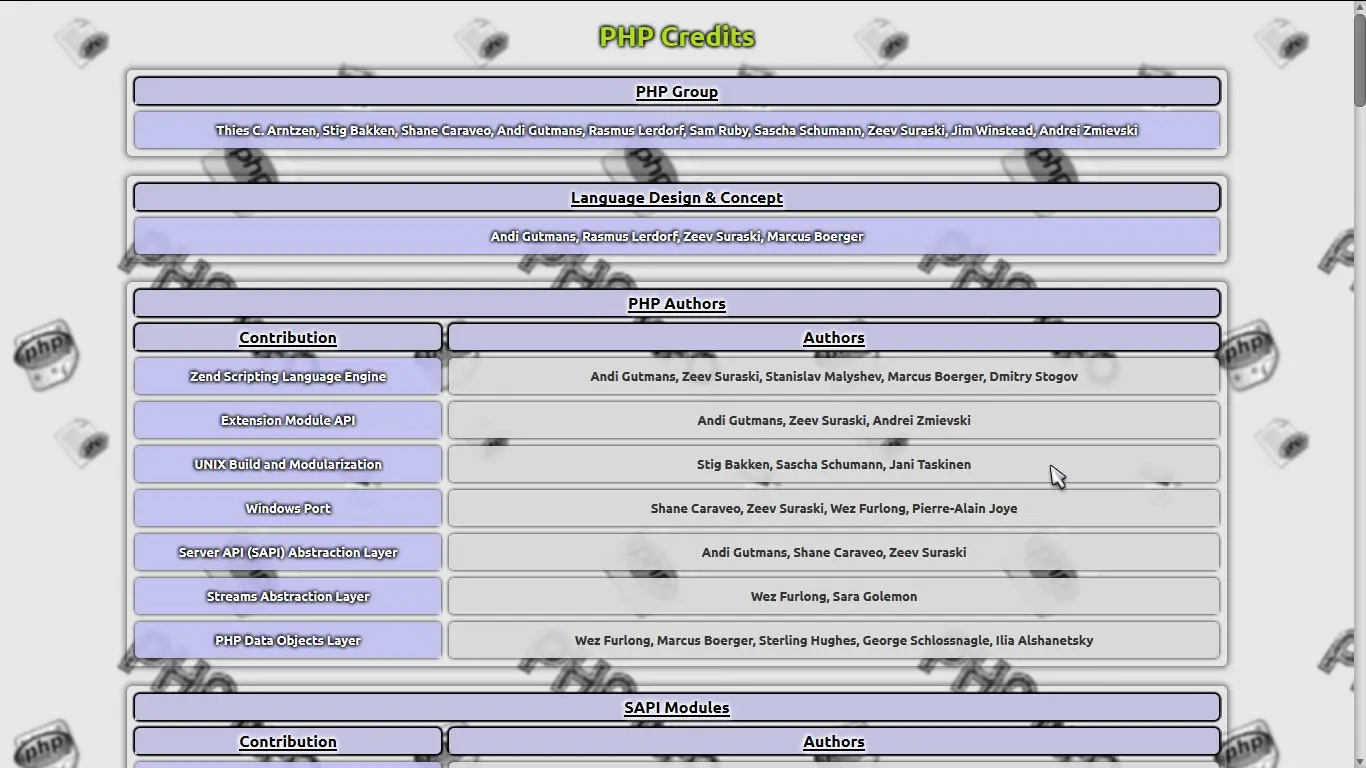 PHP Credits
PHP Group
Thies C. Arntzen, Stig Bakken, Shane Caraveo, Andi Gutmans, Rasmus Lerdorf, Sam Ruby, Sascha Schumann, Zeev Suraski, Jim Winstead, Andrei Zmievski
Language Design & Concept
Andi Gutmans, Rasmus Lerdorf, Zeev Suraski, Marcus Boerger
PHP Authors
Contribution Authors
Zend Scripting Language Engine Andi Gutmans, Zeev Suraski, Stanislav Malyshev, Marcus Boerger, Dmitry Stogov
Extension Module API Andi Gutmans, Zeev Suraski, Andrei Zmievski
UNIX Build and Modularization Stig Bakken, Sascha Schumann, Jani Taskinen
Windows Port Shane Caraveo, Zeev Suraski, Wez Furlong, Pierre-Alain Joye
Server API (SAPI) Abstraction Layer Andi Gutmans, Shane Caraveo, Zeev Suraski
Streams Abstraction Layer Wez Furlong, Sara Golemon
PHP Data Objects Layer Wez Furlong, Marcus Boerger, Sterling Hughes, George Schlossnagle, Ilia Alshanetsky
SAPI Modules
Contribution Authors